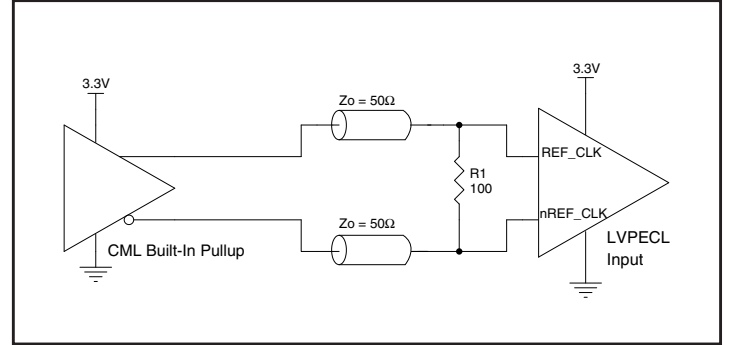 3.3V
3.3V
Zo = 50Ω
REF_CLK
R1
100
Zo = 50Ω
nREF_CLK
CML Built-In Pullup
LVPECL
Input